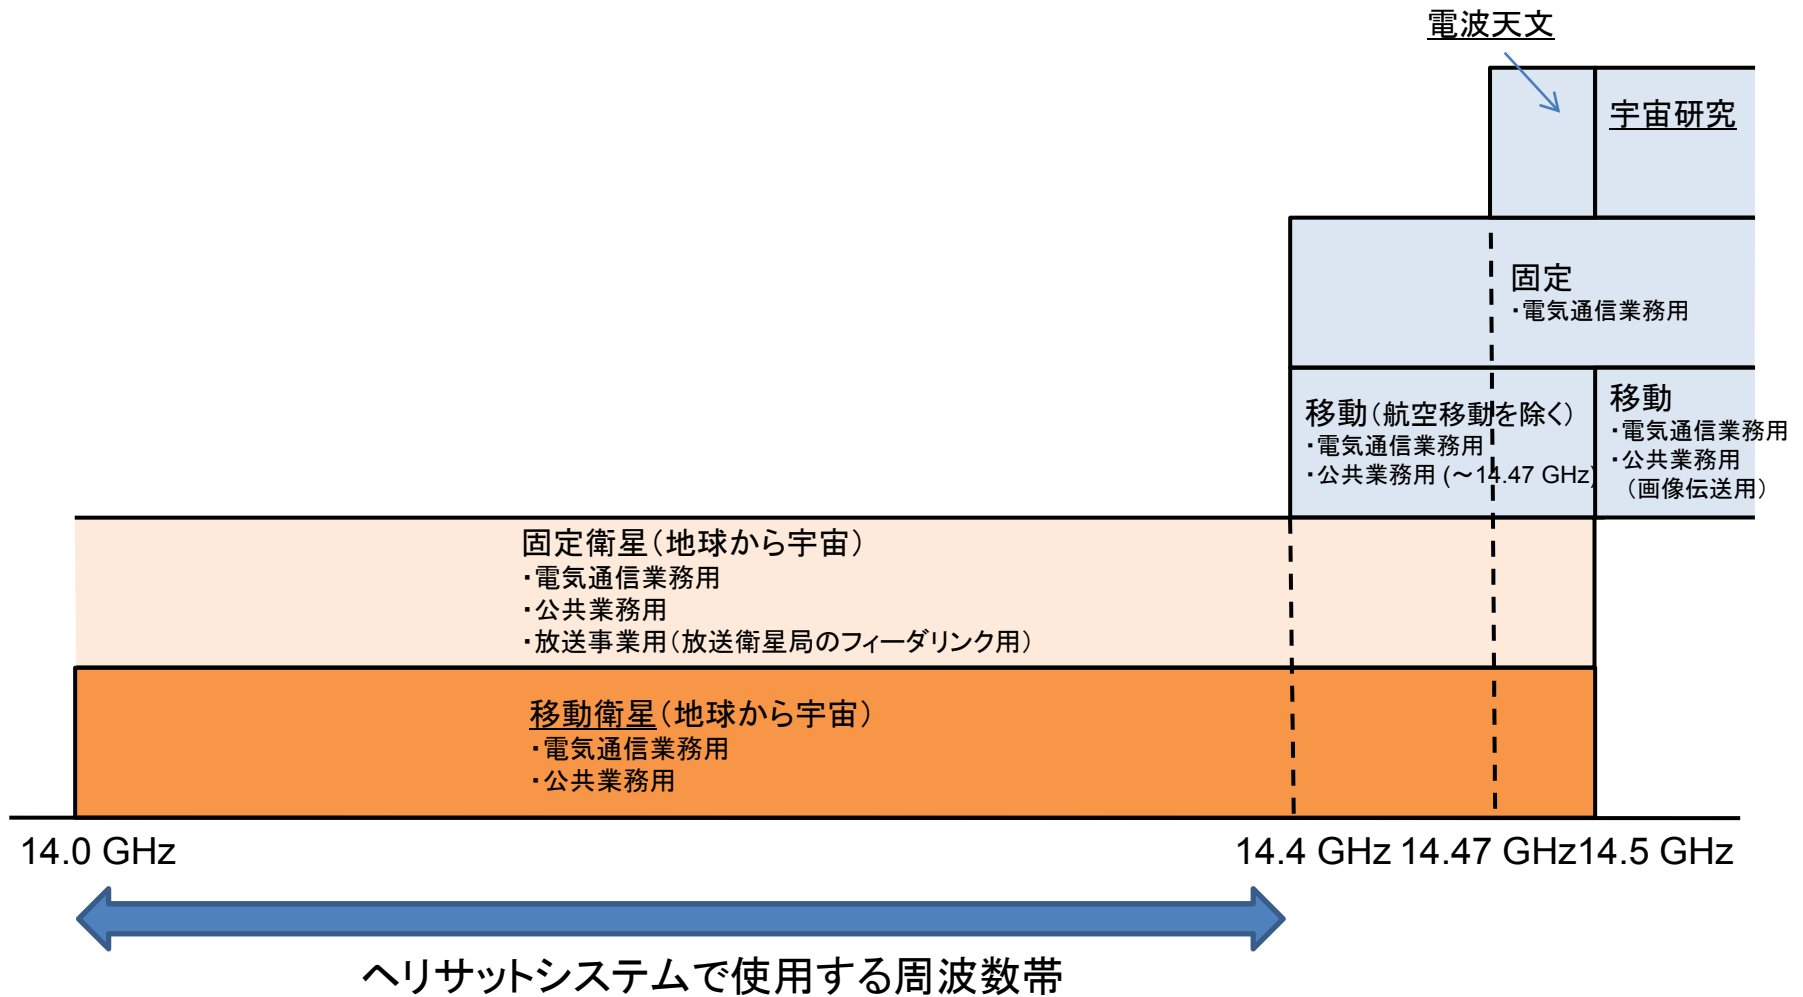 電波天文
宇宙研究
固定
・電気通信業務用
移動(航空移動を除く)
・電気通信業務用
・公共業務用 (～14.47 GHz)
移動
・電気通信業務用
・公共業務用
(画像伝送用)
固定衛星(地球から宇宙)
・電気通信業務用
・公共業務用
・放送事業用(放送衛星局のフィーダリンク用)
移動衛星(地球から宇宙)
・電気通信業務用
・公共業務用
14.0 GHz 14.4 GHz 14.47 GHz 14.5 GHz
ヘリサットシステムで使用する周波数帯